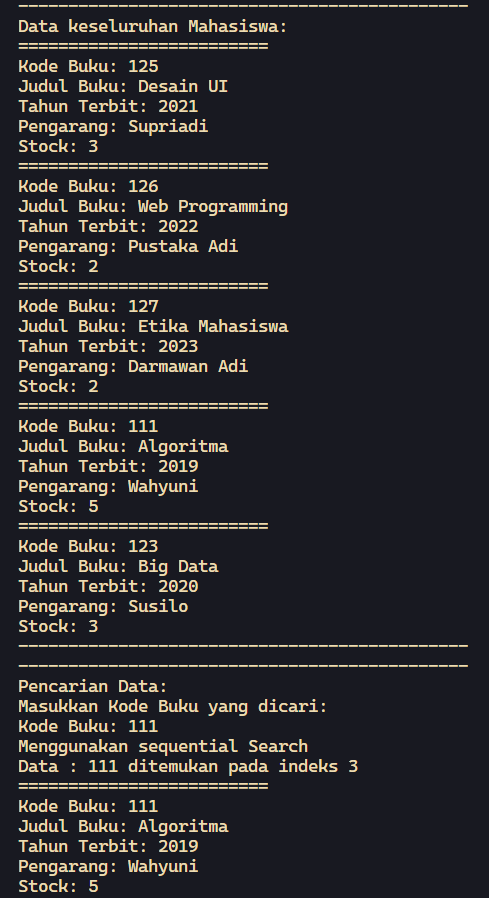 ---------------------------------------------
Data keseluruhan Mahasiswa:
=========================
Kode Buku: 125
Judul Buku: Desain UI
Tahun Terbit: 2021
Pengarang: Supriadi
Stock: 3
=========================
Kode Buku: 126
Judul Buku: Web Programming
Tahun Terbit: 2022
Pengarang: Pustaka Adi
Stock: 2
=========================
Kode Buku: 127
Judul Buku: Etika Mahasiswa
Tahun Terbit: 2023
Pengarang: Darmawan Adi
Stock: 2
=========================
Kode Buku: 111
Judul Buku: Algoritma
Tahun Terbit: 2019
Pengarang: Wahyuni
Stock: 5
=========================
Kode Buku: 123
Judul Buku: Big Data
Tahun Terbit: 2020
Pengarang: Susilo
Stock: 3
---------------------------------------------
---------------------------------------------
Pencarian Data:
Masukkan Kode Buku yang dicari:
Kode Buku: 111
Menggunakan sequential Search
Data : 111 ditemukan pada indeks 3
=========================
Kode Buku: 111
Judul Buku: Algoritma
Tahun Terbit: 2019
Pengarang: Wahyuni
Stock: 5